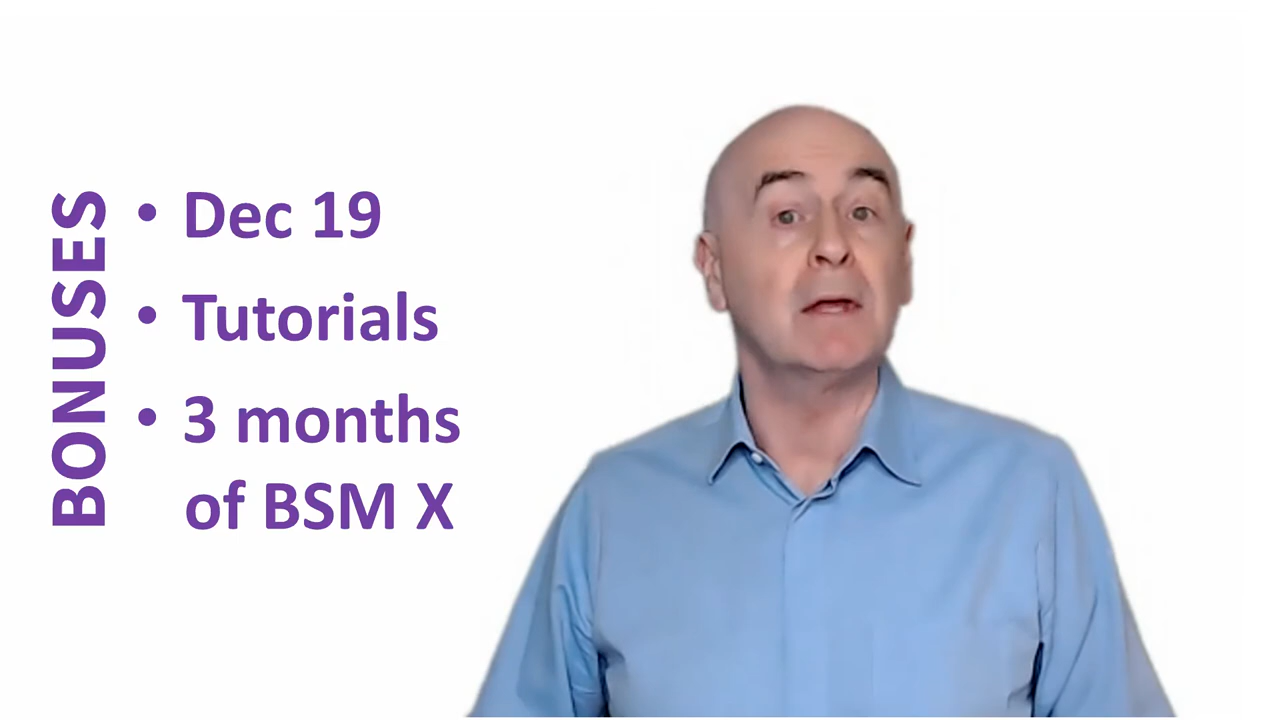 BONUSES
• Dec 19
• Tutorials
• 3 months
of BSM X